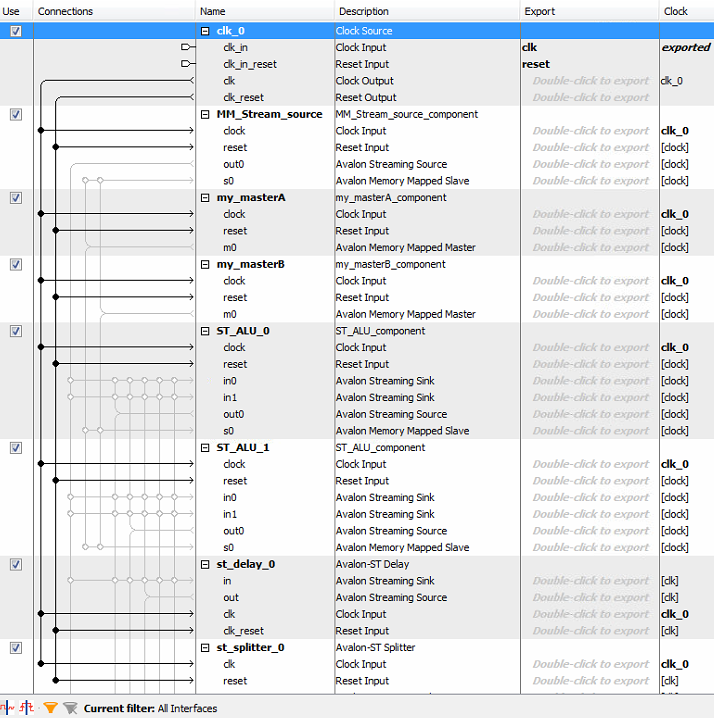 Use Connections Name Description Export Clock
clk_0 Clock Source
clk_in Clock Input clk exported
clk_in_reset Reset Input reset
clk Clock Output Double-click to export clk_0
clk_reset Reset Output Double-click to export
MM_Stream_source MM_Stream_source_component
clock Clock Input Double-click to export clk_0
reset Reset Input Double-click to export [clock]
out0 Avalon Streaming Source Double-click to export [clock]
s0 Avalon Memory Mapped Slave Double-click to export [clock]
my_masterA my_masterA_component
clock Clock Input Double-click to export clk_0
reset Reset Input Double-click to export [clock]
m0 Avalon Memory Mapped Master Double-click to export [clock]
my_masterB my_masterB_component
clock Clock Input Double-click to export clk_0
reset Reset Input Double-click to export [clock]
m0 Avalon Memory Mapped Master Double-click to export [clock]
ST_ALU_0 ST_ALU_component
clock Clock Input Double-click to export clk_0
reset Reset Input Double-click to export [clock]
in0 Avalon Streaming Sink Double-click to export [clock]
in1 Avalon Streaming Sink Double-click to export [clock]
out0 Avalon Streaming Source Double-click to export [clock]
s0 Avalon Memory Mapped Slave Double-click to export [clock]
ST_ALU_1 ST_ALU_component
clock Clock Input Double-click to export clk_0
reset Reset Input Double-click to export [clock]
in0 Avalon Streaming Sink Double-click to export [clock]
in1 Avalon Streaming Sink Double-click to export [clock]
out0 Avalon Streaming Source Double-click to export [clock]
s0 Avalon Memory Mapped Slave Double-click to export [clock]
st_delay_0 Avalon-ST Delay
in Avalon Streaming Sink Double-click to export [clk]
out Avalon Streaming Source Double-click to export [clk]
clk Clock Input Double-click to export clk_0
clk_reset Reset Input Double-click to export [clk]
st_splitter_0 Avalon-ST Splitter
clk Clock Input Double-click to export clk_0
reset Reset Input Double-click to export [clk]
Current filter: All Interfaces